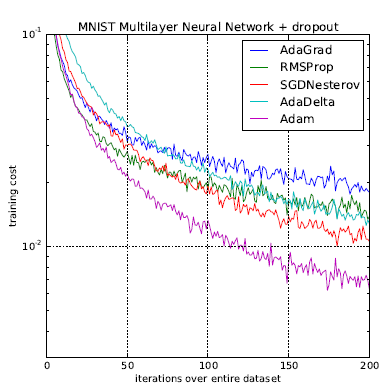 MNIST Multilayer Neural Network + dropout
10^-1
AdaGrad
RMSProp
SGDNesterov
AdaDelta
Adam
training cost
10^-2
0 50 100 150 200
iterations over entire dataset